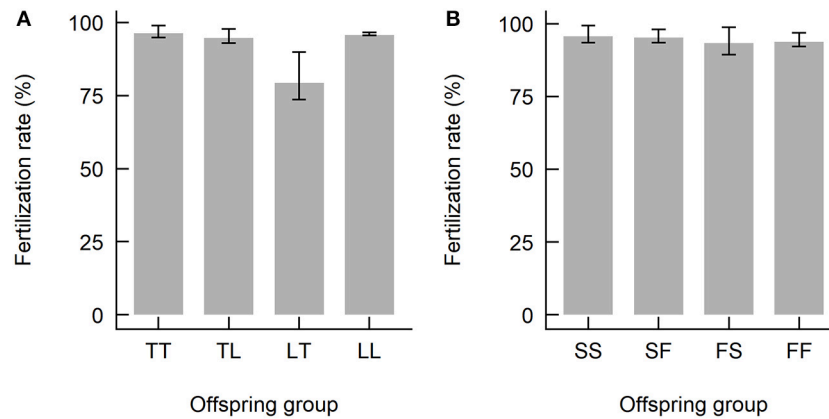 A
Fertilization rate (%)
100
75
50
25
0
TT TL LT LL
Offspring group
B
Fertilization rate (%)
100
75
50
25
0
SS SF FS FF
Offspring group